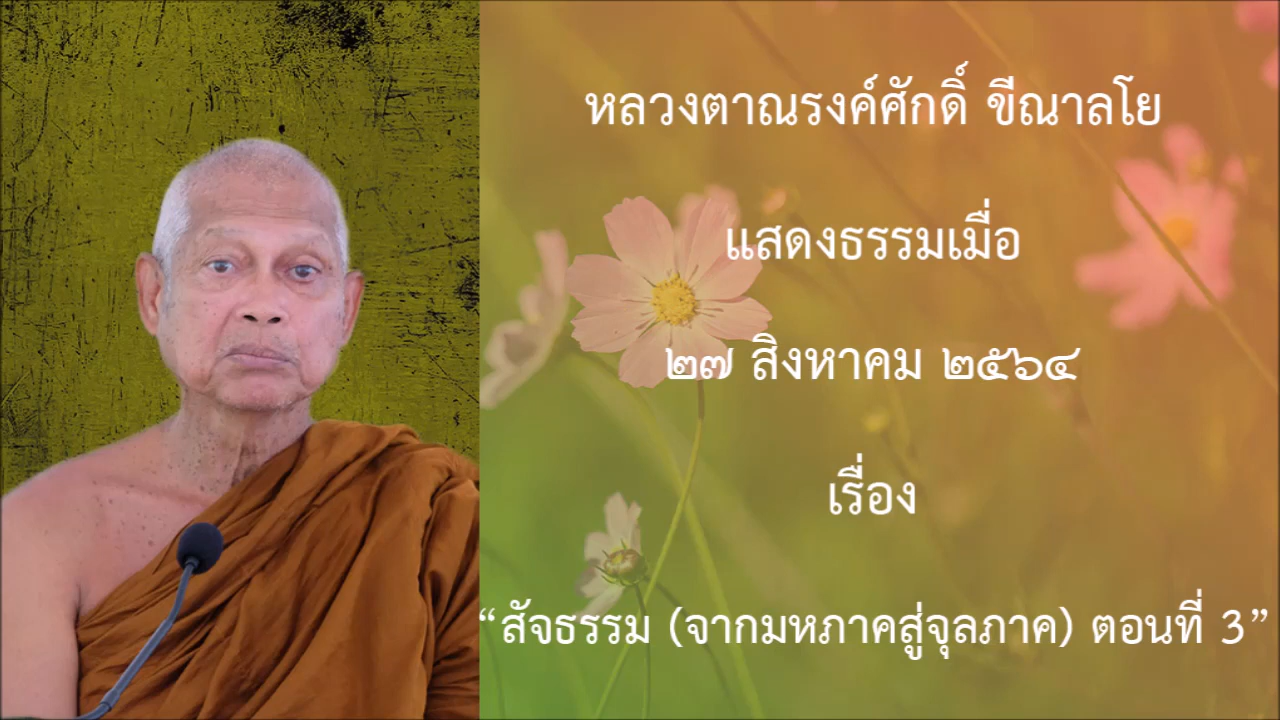 หลวงตาณรงค์ศักดิ์ ขีณาลโย
แสดงธรรมเมื่อ
๒๗ สิงหาคม ๒๕๖๔
เรื่อง
“สัจธรรม (จากมหภาคสู่จุลภาค) ตอนที่ 3”